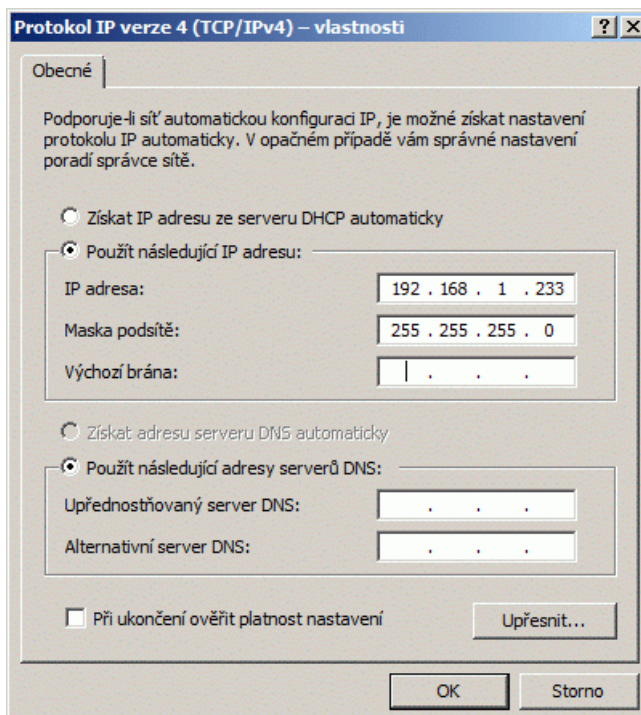 Protokol IP verze 4 (TCP/IPv4) – vlastnosti
Obecné
Podporuje-li síť automatickou konfiguraci IP, je možné získat nastavení
protokolu IP automaticky. V opačném případě vám správné nastavení
poradí správce sítě.
Získat IP adresu ze serveru DHCP automaticky
Použít následující IP adresu:
IP adresa: 192 . 168 . 1 . 233
Maska podsítě: 255 . 255 . 255 . 0
Výchozí brána: . . .
Získat adresu serveru DNS automaticky
Použít následující adresy serverů DNS:
Upřednostňovaný server DNS: . . .
Alternativní server DNS: . . .
Při ukončení ověřit platnost nastavení Upřesnit...
OK Storno